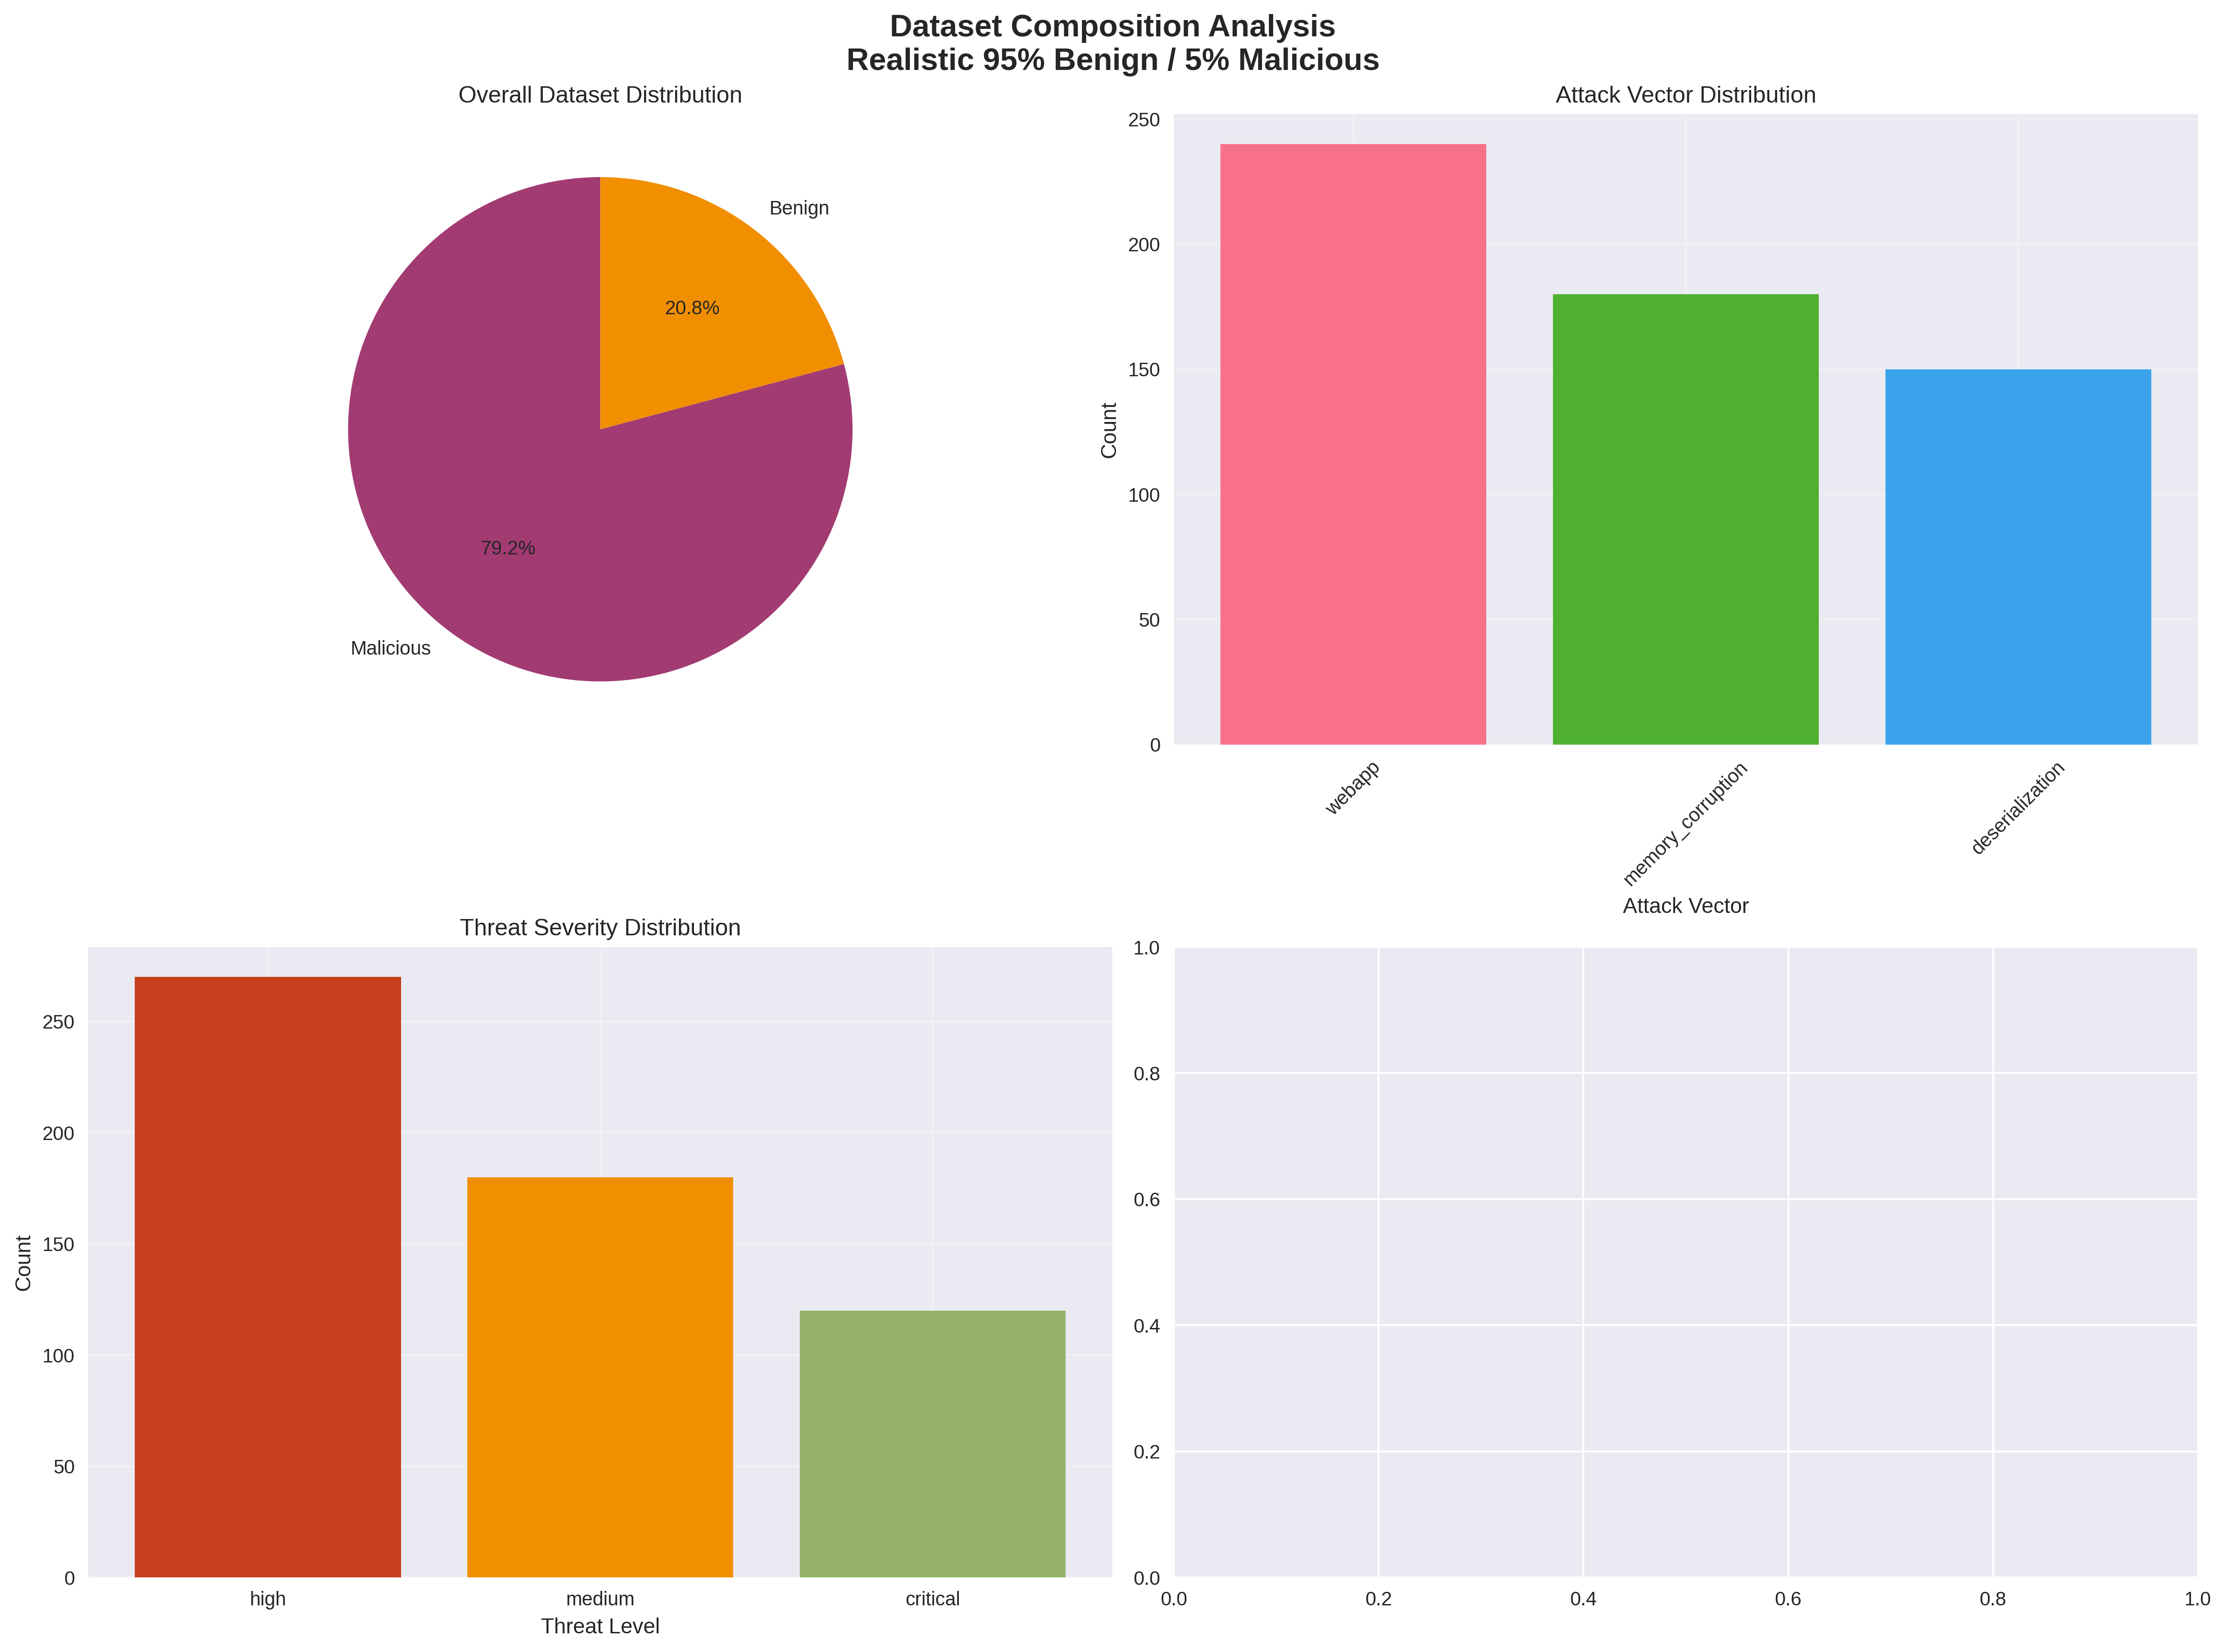 Dataset Composition Analysis
Realistic 95% Benign / 5% Malicious
Overall Dataset Distribution
Benign
20.8%
79.2%
Malicious
Attack Vector Distribution
250
200
150
100
50
0
Count
webapp
memory_corruption
deserialization
Attack Vector
Threat Severity Distribution
250
200
150
100
50
0
Count
high
medium
critical
Threat Level
1.0
0.8
0.6
0.4
0.2
0.0
0.0
0.2
0.4
0.6
0.8
1.0